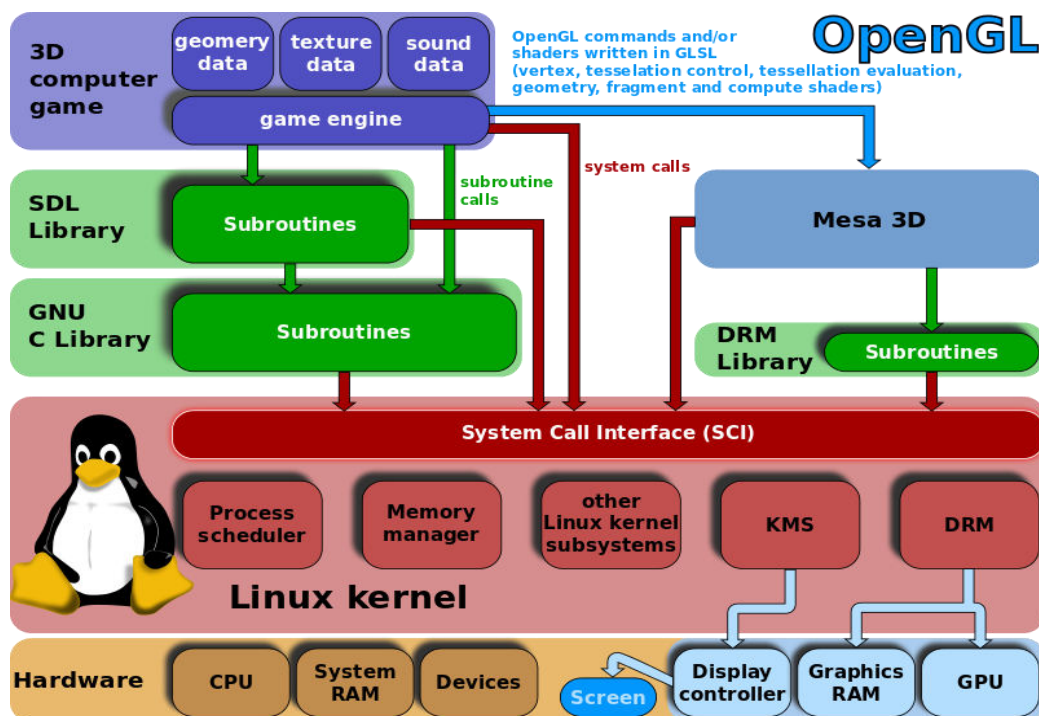 3D
computer
game
geomery
data
texture
data
sound
data
game engine
OpenGL commands and/or
shaders written in GLSL
(vertex, tesselation control, tessellation evaluation,
geometry, fragment and compute shaders)
OpenGL
subroutine
calls
system calls
SDL
Library
Subroutines
Mesa 3D
GNU
C Library
Subroutines
DRM
Library
Subroutines
System Call Interface (SCI)
Process
scheduler
Memory
manager
other
Linux kernel
subsystems
KMS
DRM
Linux kernel
Hardware
CPU
System
RAM
Devices
Screen
Display
controller
Graphics
RAM
GPU